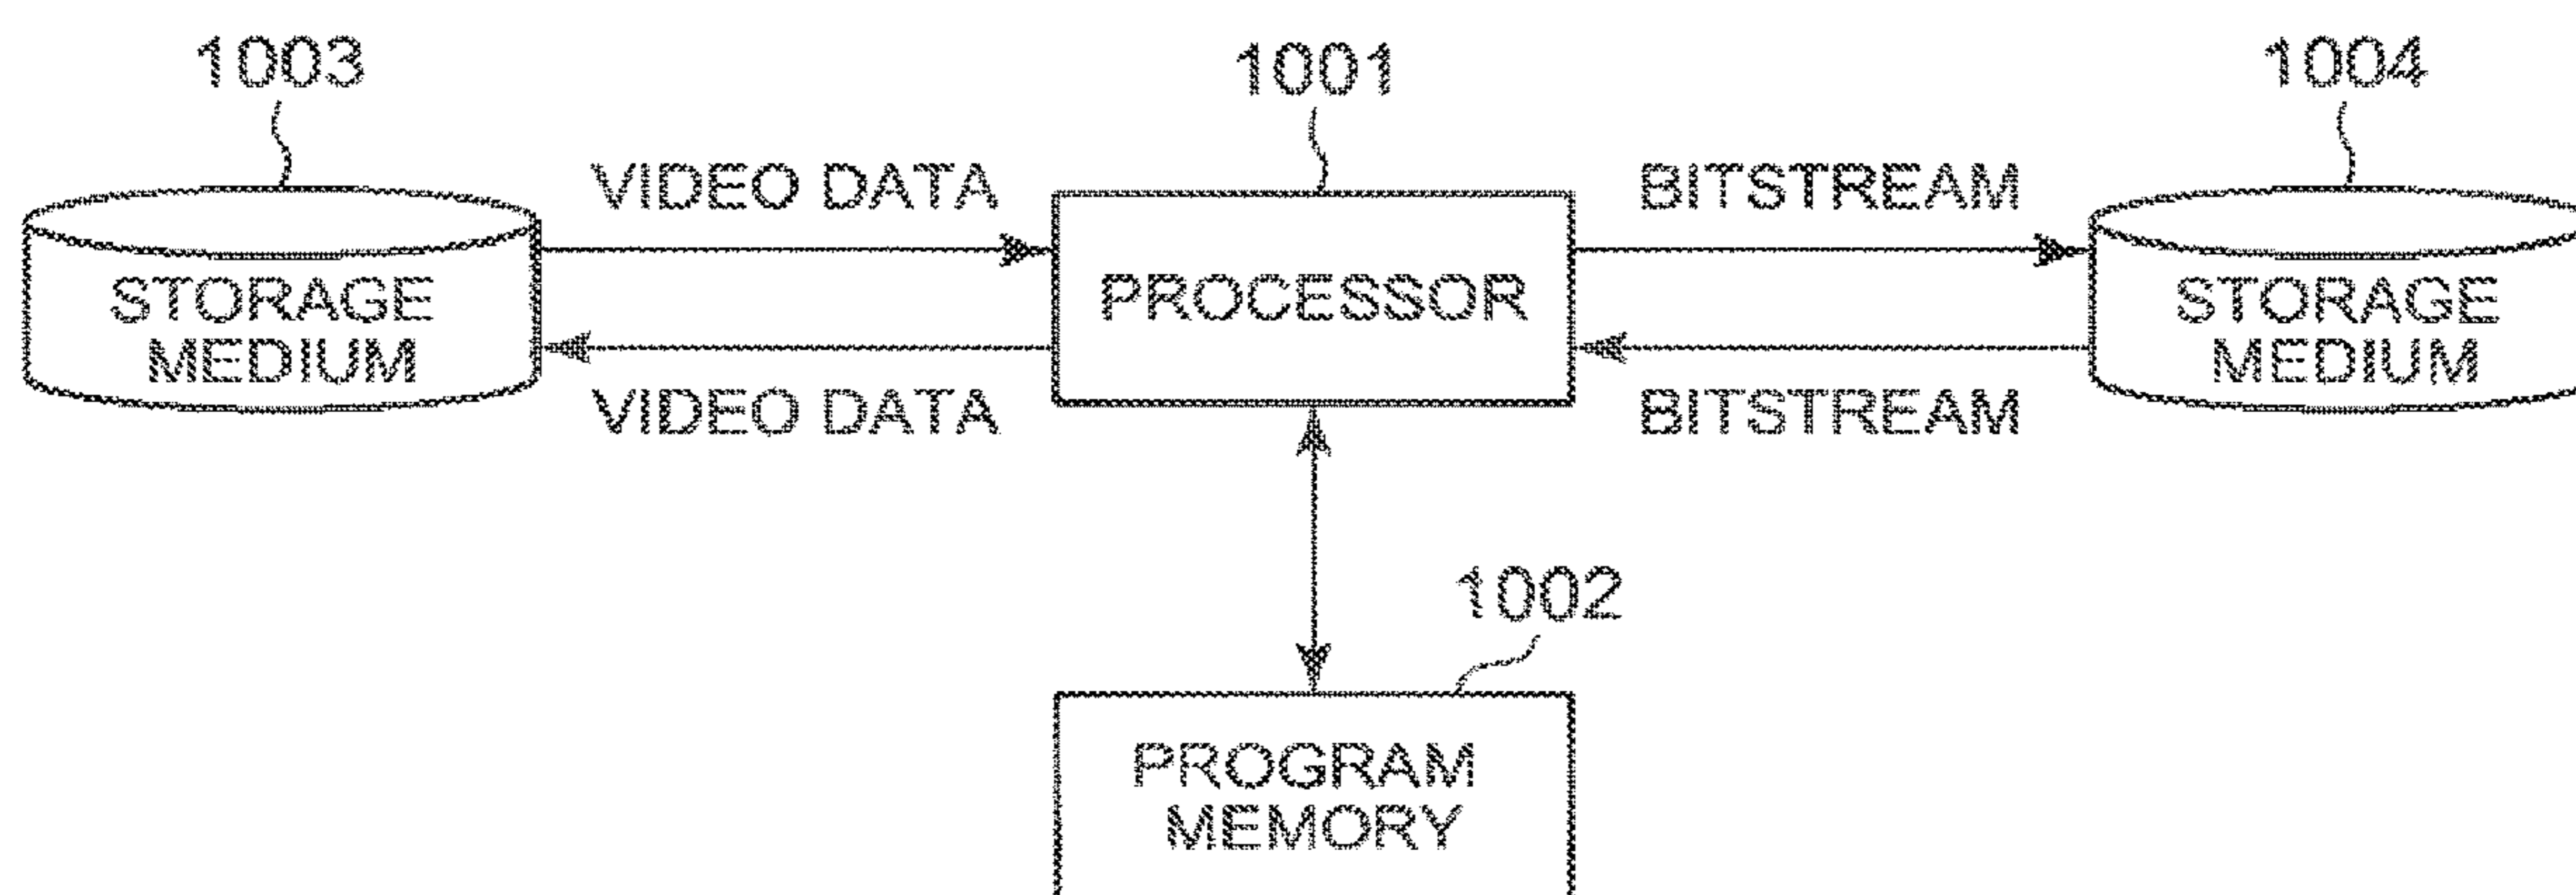 1003
1001
1004
VIDEO DATA
BITSTREAM
STORAGE
MEDIUM
PROCESSOR
STORAGE
MEDIUM
VIDEO DATA
BITSTREAM
1002
PROGRAM
MEMORY